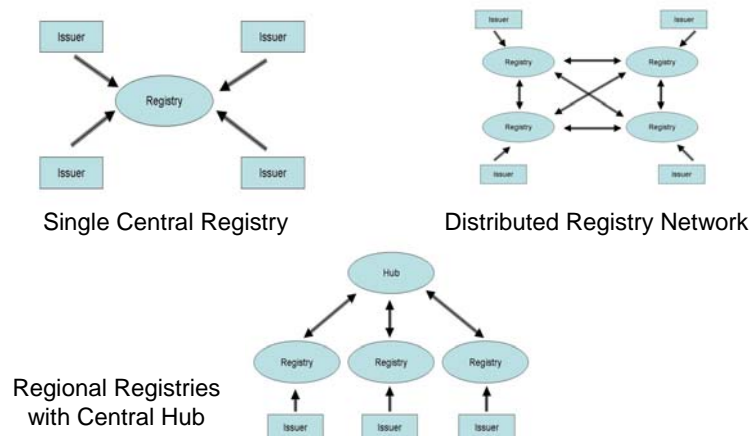 Issuer
Issuer
Registry
Issuer
Issuer
Single Central Registry
Issuer
Issuer
Registry
Registry
Registry
Registry
Issuer
Issuer
Distributed Registry Network
Hub
Registry
Registry
Registry
Regional Registries
with Central Hub
Issuer
Issuer
Issuer